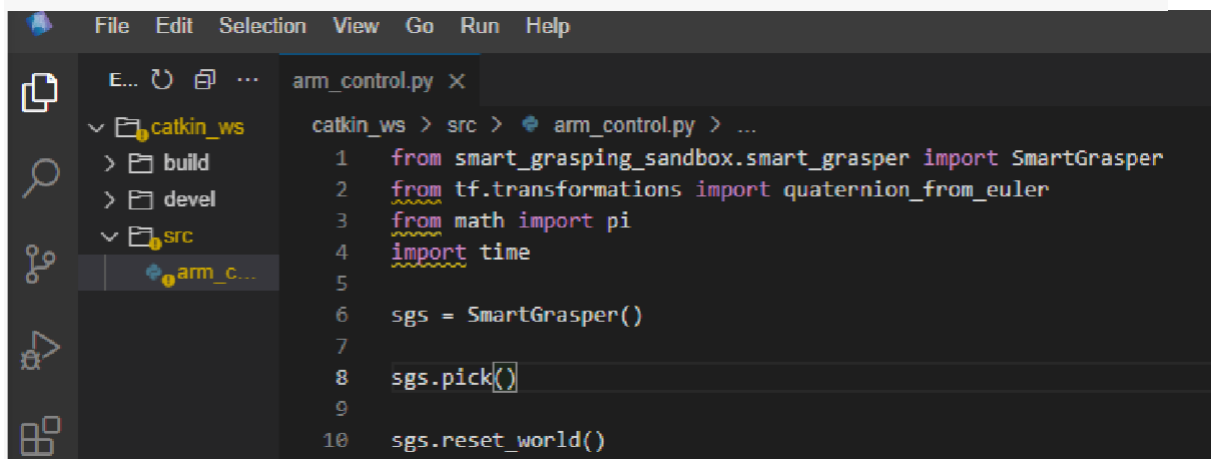 File Edit Selection View Go Run Help
E... ...
arm_control.py ×
catkin_ws
build
devel
src
arm_c...
catkin_ws > src > arm_control.py > ...
1 from smart_grasping_sandbox.smart_grasper import SmartGrasper
2 from tf.transformations import quaternion_from_euler
3 from math import pi
4 import time
5
6 sgs = SmartGrasper()
7
8 sgs.pick()
9
10 sgs.reset_world()